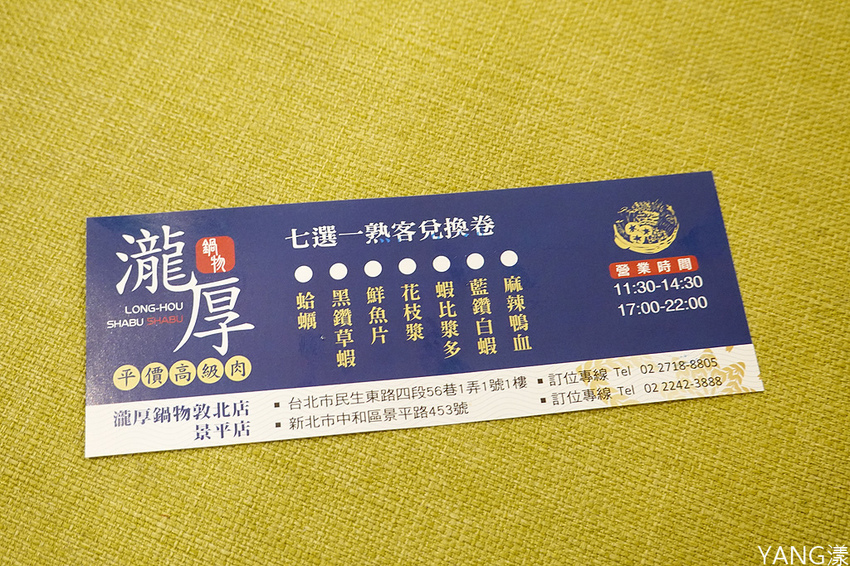 瀧厚
鍋物
LONG-HOU
SHABU SHABU
平價高級肉
七選一熟客兌換卷
蛤蠣
黑鑽草蝦
鮮魚片
花枝漿
蝦比漿多
藍鑽白蝦
麻辣鴨血
營業時間
11:30-14:30
17:00-22:00
瀧厚鍋物敦北店
景平店
▪ 台北市民生東路四段56巷1弄1號1樓
▪ 新北市中和區景平路453號
▪ 訂位專線 Tel 02 2718-8805
▪ 訂位專線 Tel 02 2242-3888
YANG漾